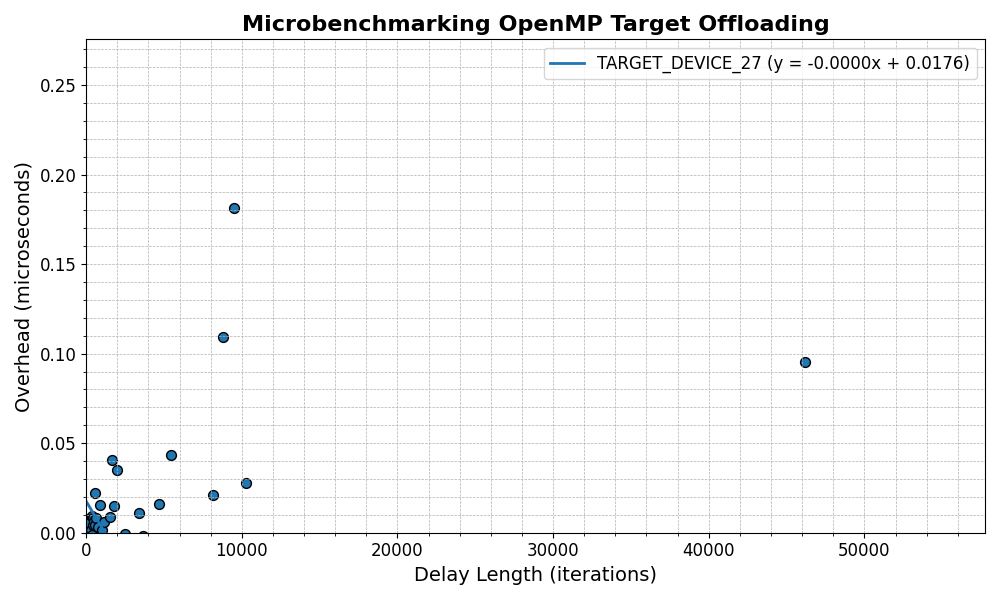 Microbenchmarking OpenMP Target Offloading
TARGET_DEVICE_27 (y = -0.0000x + 0.0176)
Overhead (microseconds)
0.25
0.20
0.15
0.10
0.05
0.00
0 10000 20000 30000 40000 50000
Delay Length (iterations)